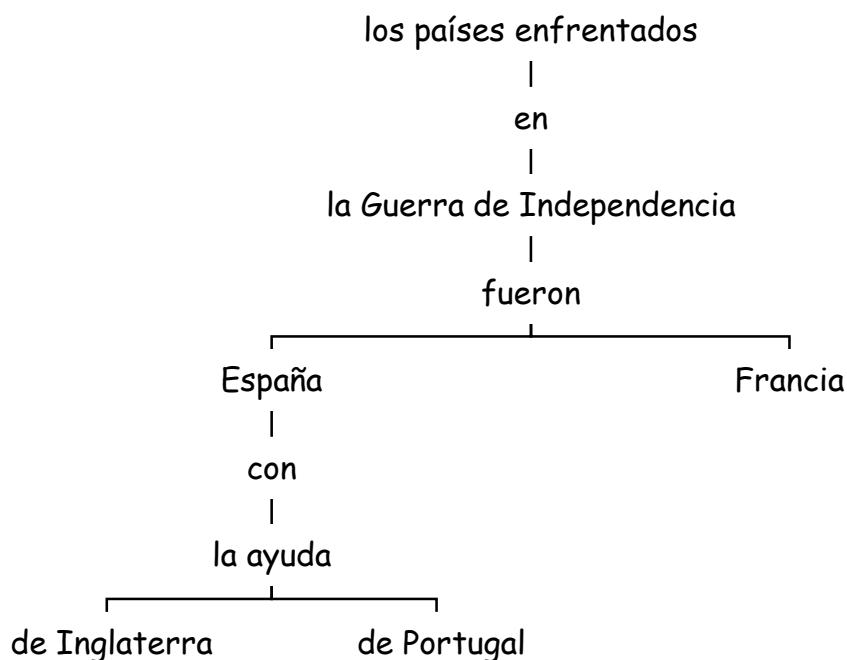 los países enfrentados
en
la Guerra de Independencia
fueron
España Francia
con
la ayuda
de Inglaterra de Portugal